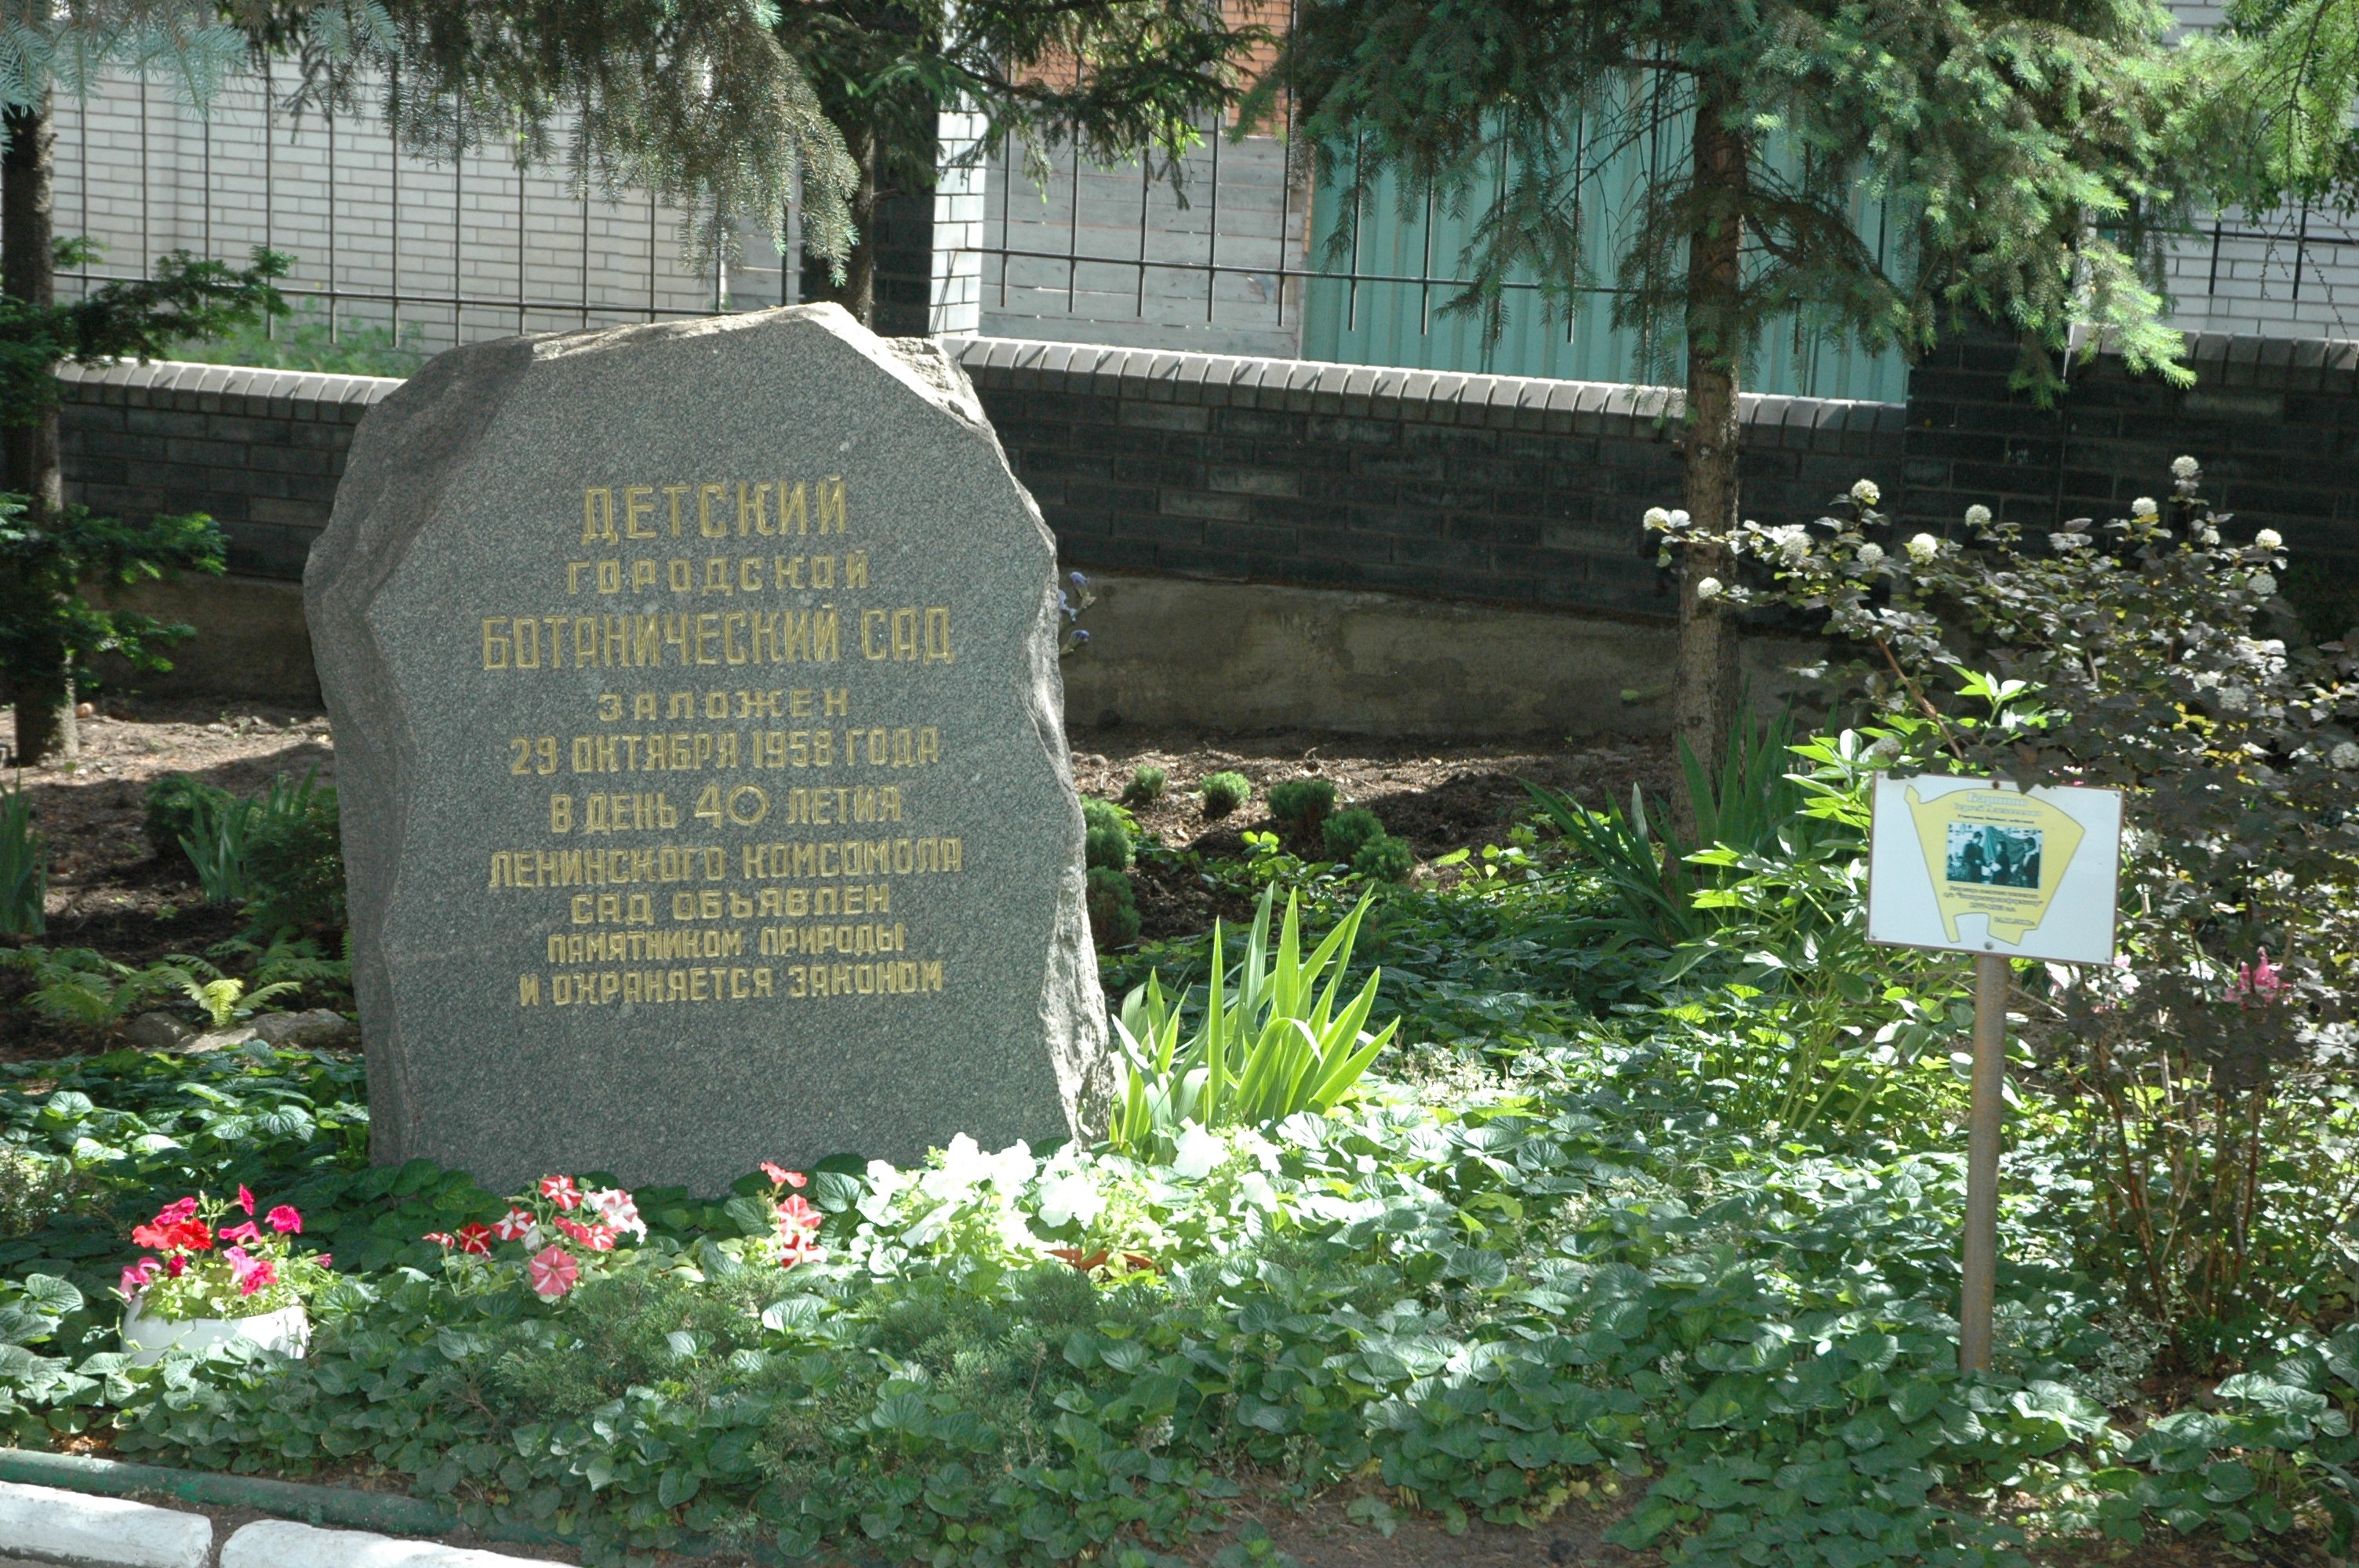 ДЕТСКИЙ
ГОРОДСКОЙ
БОТАНИЧЕСКИЙ САД
ЗАЛОЖЕН
29 ОКТЯБРЯ 1958 ГОДА
В ДЕНЬ 40 ЛЕТИЯ
ЛЕНИНСКОГО КОМСОМОЛА
САД ОБЪЯВЛЕН
ПАМЯТНИКОМ ПРИРОДЫ
И ОХРАНЯЕТСЯ ЗАКОНОМ